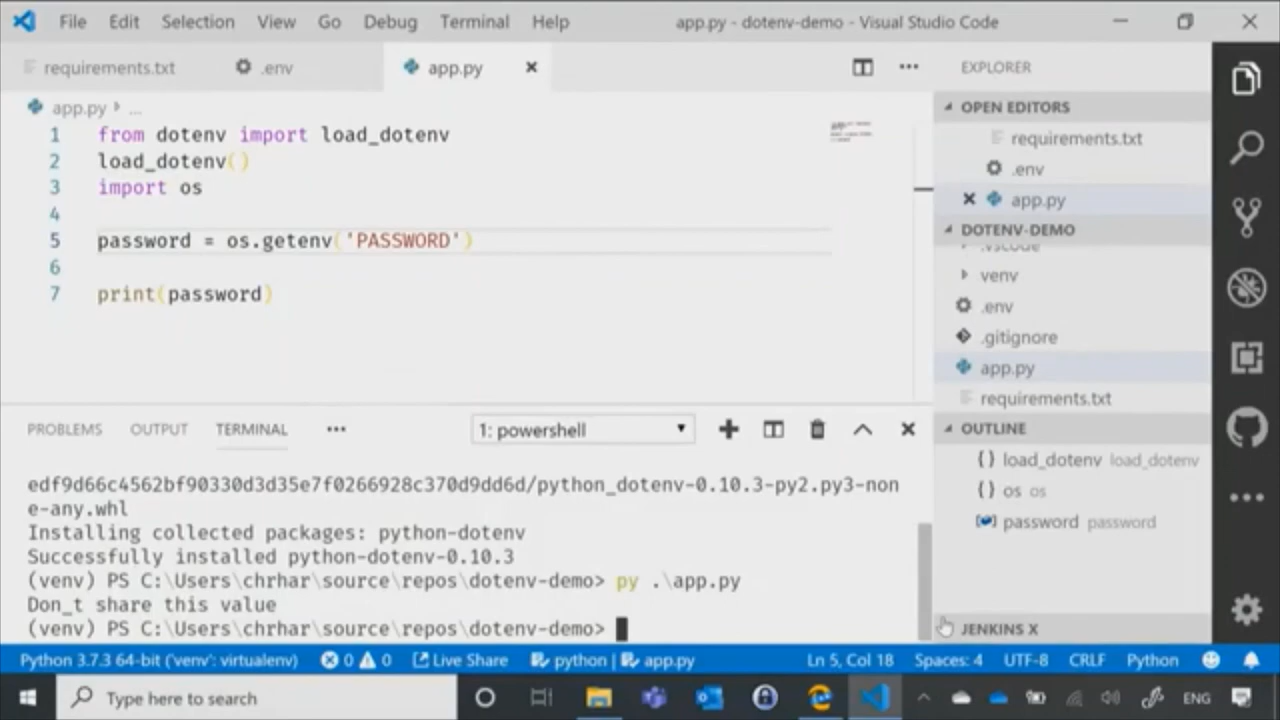 File Edit Selection View Go Debug Terminal Help app.py - dotenv-demo - Visual Studio Code
requirements.txt .env app.py
app.py ...
1 from dotenv import load_dotenv
2 load_dotenv()
3 import os
4
5 password = os.getenv('PASSWORD')
6
7 print(password)
EXPLORER
OPEN EDITORS
requirements.txt
.env
app.py
DOTENV-DEMO
.vscode
venv
.env
.gitignore
app.py
requirements.txt
OUTLINE
{} load_dotenv load_dotenv
{} os os
password password
JENKINS X
PROBLEMS OUTPUT TERMINAL ... 1: powershell
edf9d66c4562bf90330d3d35e7f0266928c370d9dd6d/python_dotenv-0.10.3-py2.py3-non
e-any.whl
Installing collected packages: python-dotenv
Successfully installed python-dotenv-0.10.3
(venv) PS C:\Users\chrhar\source\repos\dotenv-demo> py .\app.py
Don_t share this value
(venv) PS C:\Users\chrhar\source\repos\dotenv-demo>
Python 3.7.3 64-bit ('venv': virtualenv) 0 0 Live Share python | app.py Ln 5, Col 18 Spaces: 4 UTF-8 CRLF Python
Type here to search ENG